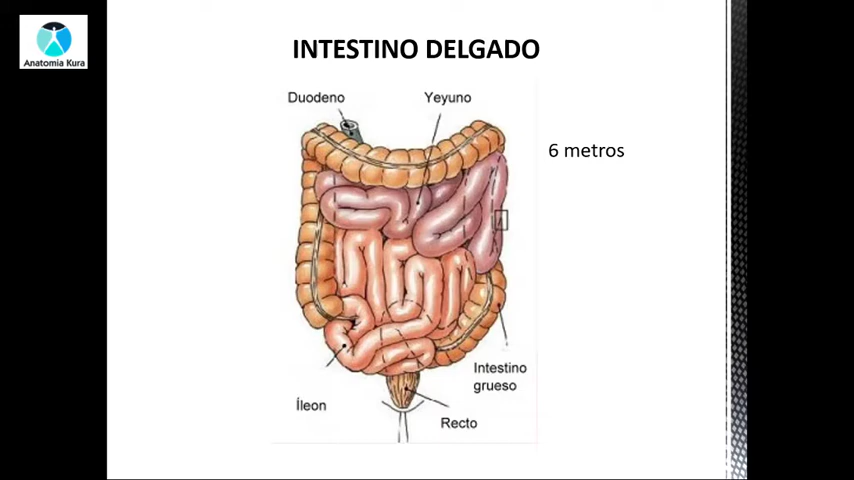 Anatomia Kura
INTESTINO DELGADO
Duodeno
Yeyuno
6 metros
Intestino
grueso
Íleon
Recto